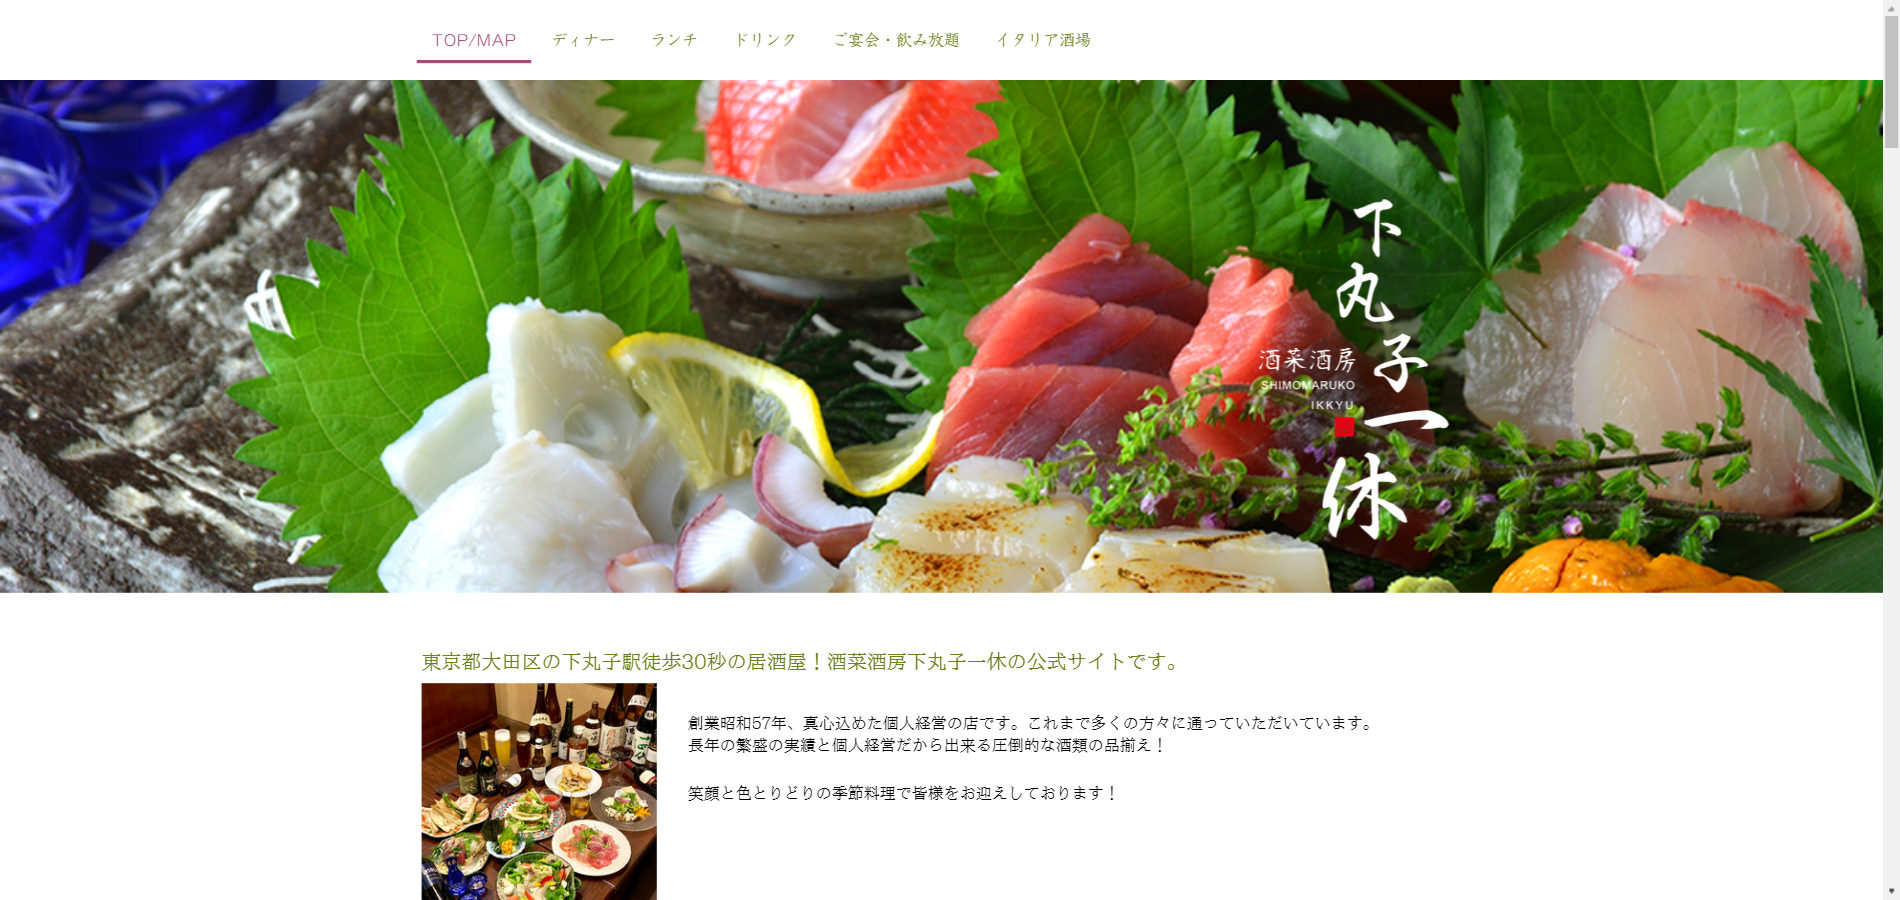 TOP/MAP ディナー ランチ ドリンク ご宴会・飲み放題 イタリア酒場
下丸子一休
酒菜酒房
SHIMOMARUKO
IKKYU
東京都大田区の下丸子駅徒歩30秒の居酒屋！酒菜酒房下丸子一休の公式サイトです。
創業昭和57年、真心込めた個人経営の店です。これまで多くの方々に通っていただいています。
長年の繁盛の実績と個人経営だから出来る圧倒的な酒類の品揃え！
笑顔と色とりどりの季節料理で皆様をお迎えしております！